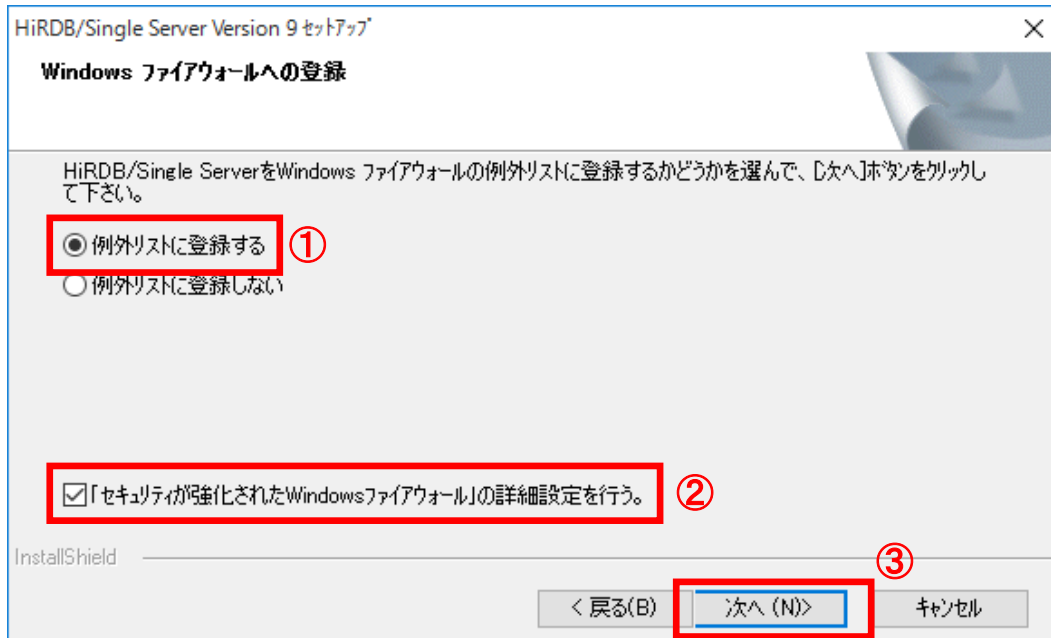 HiRDB/Single Server Version 9 ｾｯﾄｱｯﾌﾟ
Windows ﾌｧｲｱｳｫｰﾙへの登録
HiRDB/Single ServerをWindows ﾌｧｲｱｳｫｰﾙの例外ﾘｽﾄに登録するかどうかを選んで、［次へ］ﾎﾞﾀﾝをｸﾘｯｸし
て下さい。
例外ﾘｽﾄに登録する ①
例外ﾘｽﾄに登録しない
「ｾｷｭﾘﾃｨが強化されたWindowsﾌｧｲｱｳｫｰﾙ」の詳細設定を行う。 ②
InstallShield
③
< 戻る(B) 次へ (N)> ｷｬﾝｾﾙ